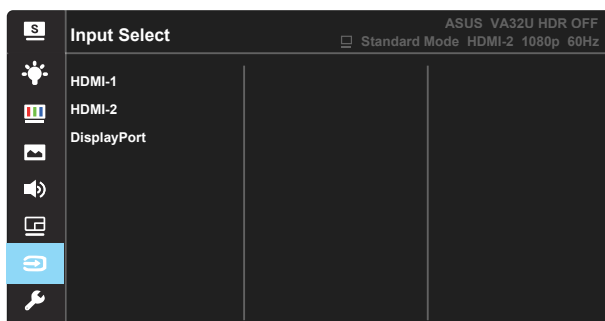 S
Input Select
ASUS VA32U HDR OFF
Standard Mode HDMI-2 1080p 60Hz
HDMI-1
HDMI-2
DisplayPort